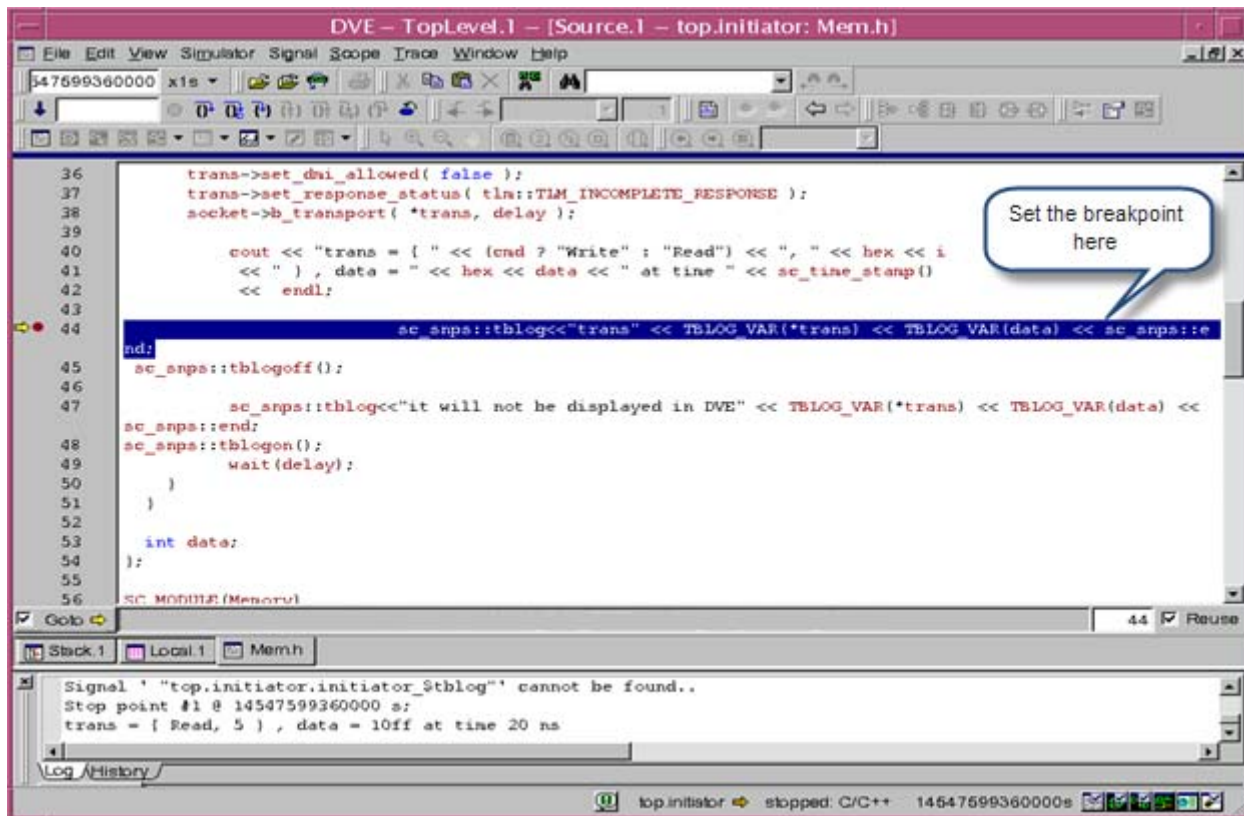 DVE – TopLevel.1 – [Source.1 – top.initiator: Mem.h]
File Edit View Simulator Signal Scope Trace Window Help
547599360000 x1s
1
36 trans->set_dmi_allowed( false );
37 trans->set_response_status( tlm::TLM_INCOMPLETE_RESPONSE );
38 socket->b_transport( *trans, delay );
39
40 cout << "trans = { " << (cmd ? "Write" : "Read") << ", " << hex << i
41 << " } , data = " << hex << data << " at time " << sc_time_stamp()
42 << endl;
43
44 sc_snps::tblog<<"trans" << TBLOG_VAR(*trans) << TBLOG_VAR(data) << sc_snps::e
nd;
45 sc_snps::tblogoff();
46
47 sc_snps::tblog<<"it will not be displayed in DVE" << TBLOG_VAR(*trans) << TBLOG_VAR(data) <<
sc_snps::end;
48 sc_snps::tblogon();
49 wait(delay);
50 }
51 }
52
53 int data;
54 };
55
56 SC_MODULE(Memory)
Set the breakpoint
here
Goto 44 Reuse
Stack.1 Local.1 Mem.h
Signal ' "top.initiator.initiator_$tblog"' cannot be found..
Stop point #1 @ 14547599360000 s;
trans = { Read, 5 } , data = 10ff at time 20 ns
Log History
top.initiator stopped: C/C++ 14547599360000s